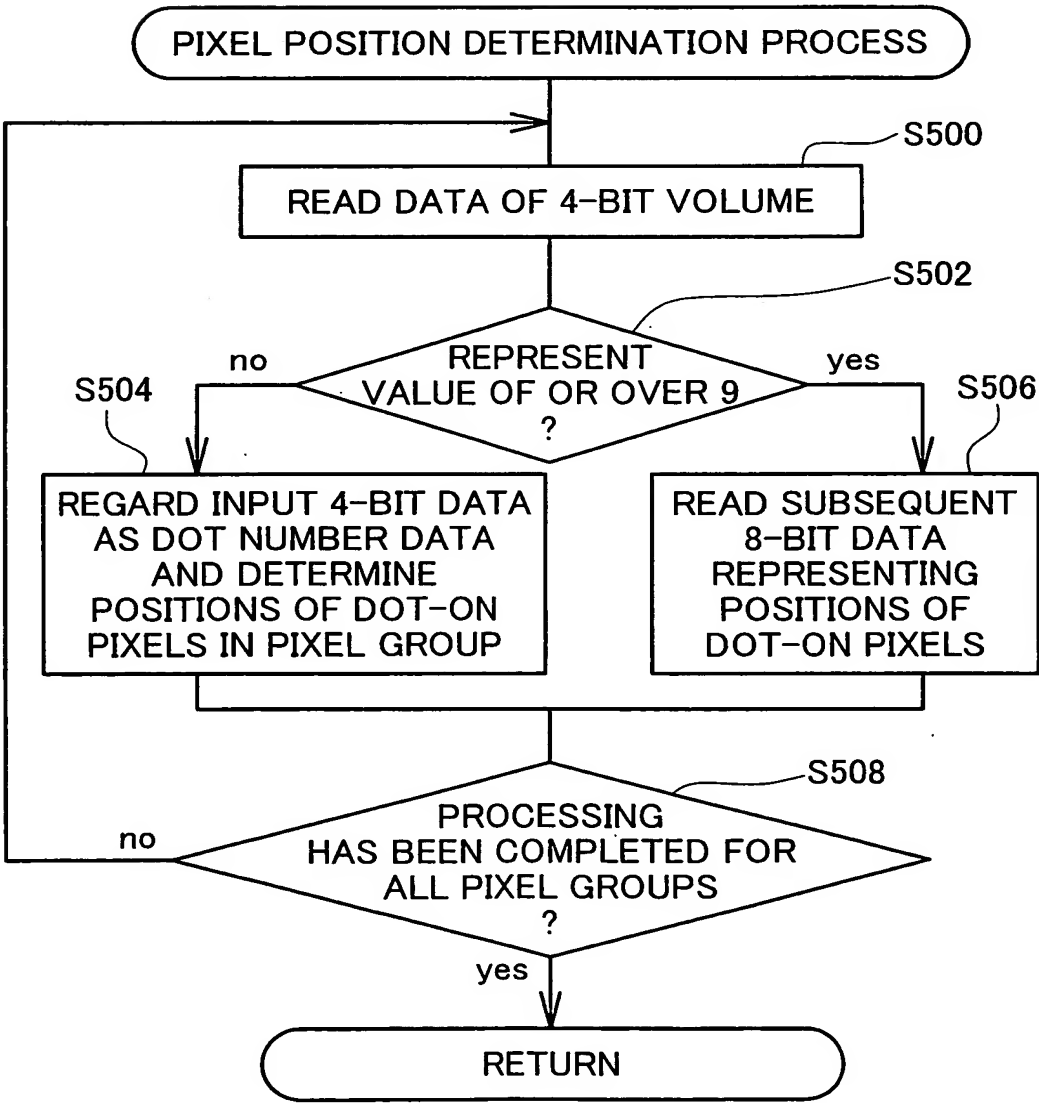 PIXEL POSITION DETERMINATION PROCESS
S500
READ DATA OF 4-BIT VOLUME
S502
no
REPRESENT
VALUE OF OR OVER 9
?
yes
S504
S506
REGARD INPUT 4-BIT DATA
AS DOT NUMBER DATA
AND DETERMINE
POSITIONS OF DOT-ON
PIXELS IN PIXEL GROUP
READ SUBSEQUENT
8-BIT DATA
REPRESENTING
POSITIONS OF
DOT-ON PIXELS
S508
no
PROCESSING
HAS BEEN COMPLETED FOR
ALL PIXEL GROUPS
?
yes
RETURN